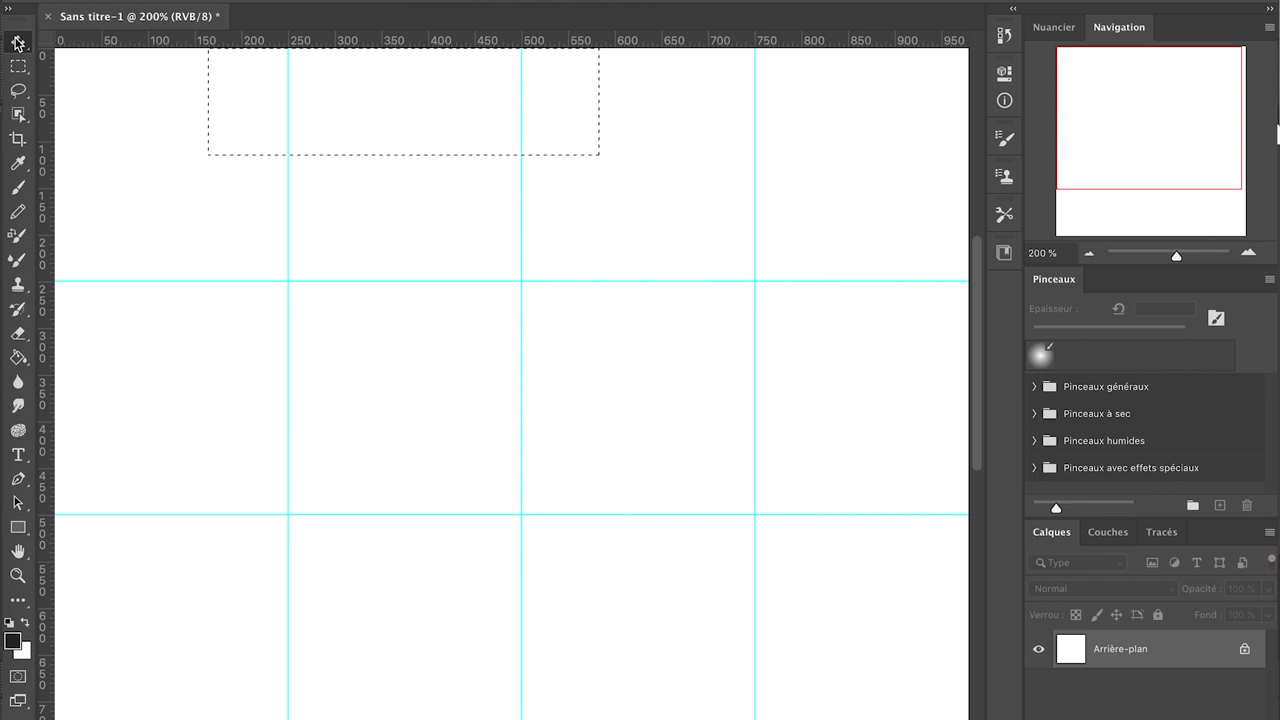 Sans titre-1 @ 200% (RVB/8) *
0 50 100 150 200 250 300 350 400 450 500 550 600 650 700 750 800 850 900 950
0
50
100
150
200
250
300
350
400
450
500
550
600
650
Nuancier Navigation
200 %
Pinceaux
Epaisseur :
Pinceaux généraux
Pinceaux à sec
Pinceaux humides
Pinceaux avec effets spéciaux
Calques Couches Tracés
Type
Normal Opacité : 100 %
Verrou : Fond : 100 %
Arrière-plan